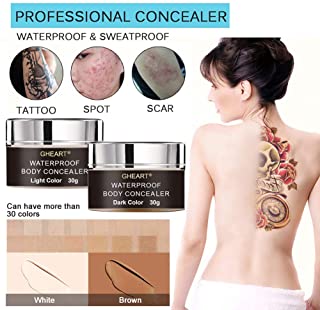 PROFESSIONAL CONCEALER
WATERPROOF & SWEATPROOF
TATTOO SPOT SCAR
GHEART®
WATERPROOF
BODY CONCEALER
Light Color 30g
GHEART®
WATERPROOF
BODY CONCEALER
Dark Color 30g
Can have more than
30 colors
White Brown